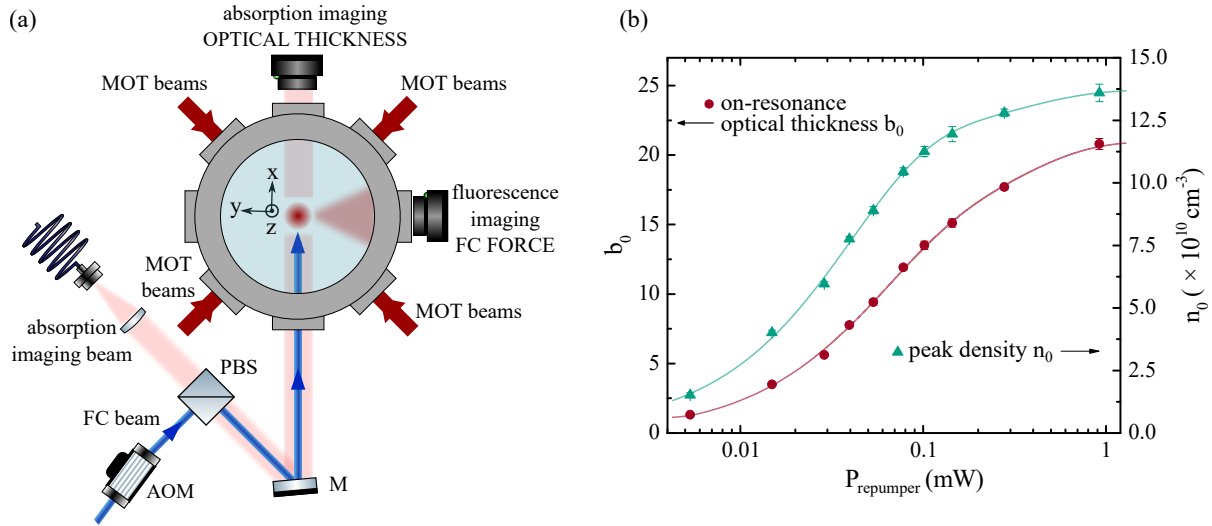 (a)
absorption imaging
OPTICAL THICKNESS
MOT beams
MOT beams
x
y
z
fluorescence
imaging
FC FORCE
MOT
beams
MOT beams
absorption
imaging beam
PBS
FC beam
AOM
M
(b)
15.0
25
on-resonance
optical thickness b₀
12.5
20
10.0
15
b₀
7.5
n₀ ( × 10¹⁰ cm⁻³)
10
5.0
peak density n₀
5
2.5
0
0.0
0.01
0.1
1
P_repumper (mW)